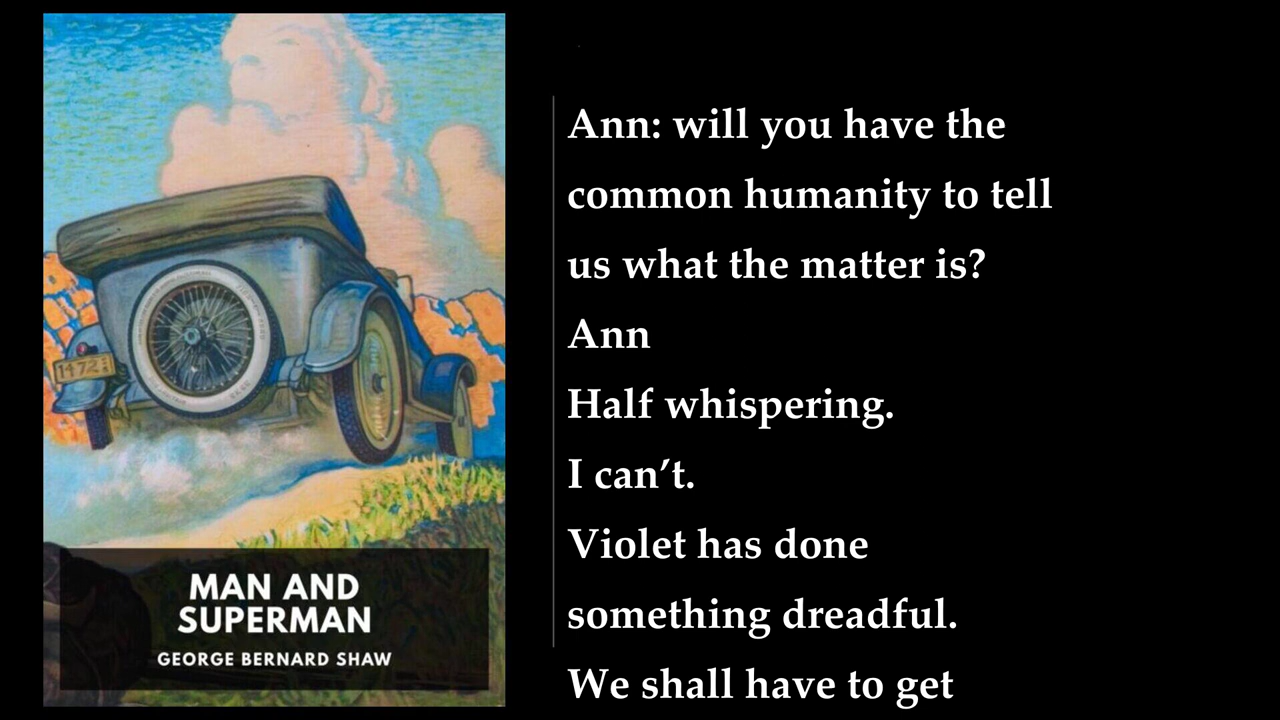 1472
MAN AND
SUPERMAN
GEORGE BERNARD SHAW
Ann: will you have the
common humanity to tell
us what the matter is?
Ann
Half whispering.
I can’t.
Violet has done
something dreadful.
We shall have to get